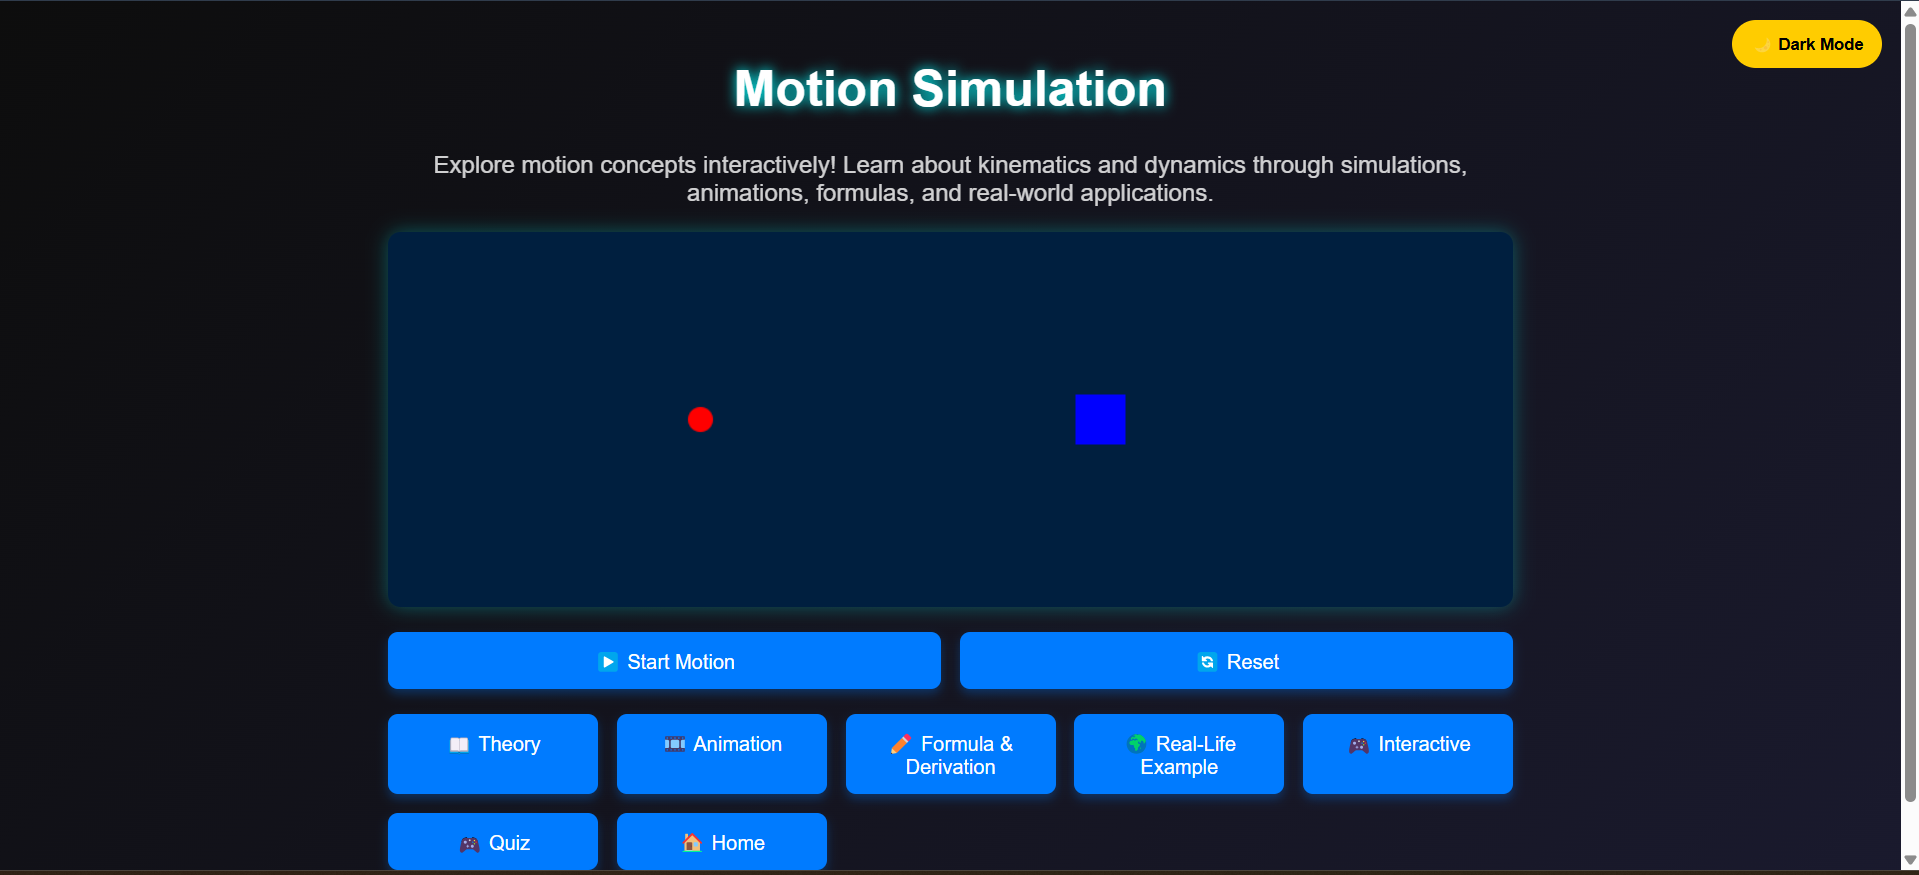 Dark Mode
Motion Simulation
Explore motion concepts interactively! Learn about kinematics and dynamics through simulations,
animations, formulas, and real-world applications.
Start Motion
Reset
Theory
Animation
Formula &
Derivation
Real-Life
Example
Interactive
Quiz
Home